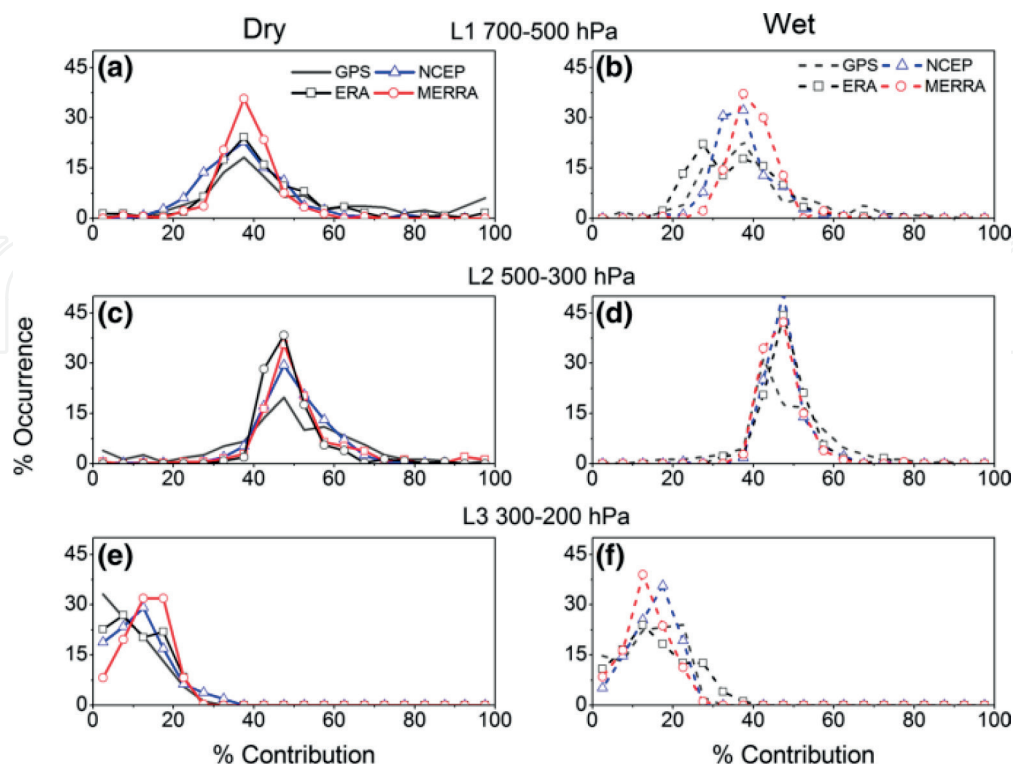 Dry
L1 700-500 hPa
Wet
(a)
GPS NCEP
ERA MERRA
45
30
15
0
0 20 40 60 80 100
(b)
GPS NCEP
ERA MERRA
45
30
15
0
0 20 40 60 80 100
L2 500-300 hPa
% Occurrence
(c)
45
30
15
0
0 20 40 60 80 100
(d)
45
30
15
0
0 20 40 60 80 100
L3 300-200 hPa
(e)
45
30
15
0
0 20 40 60 80 100
% Contribution
(f)
45
30
15
0
0 20 40 60 80 100
% Contribution